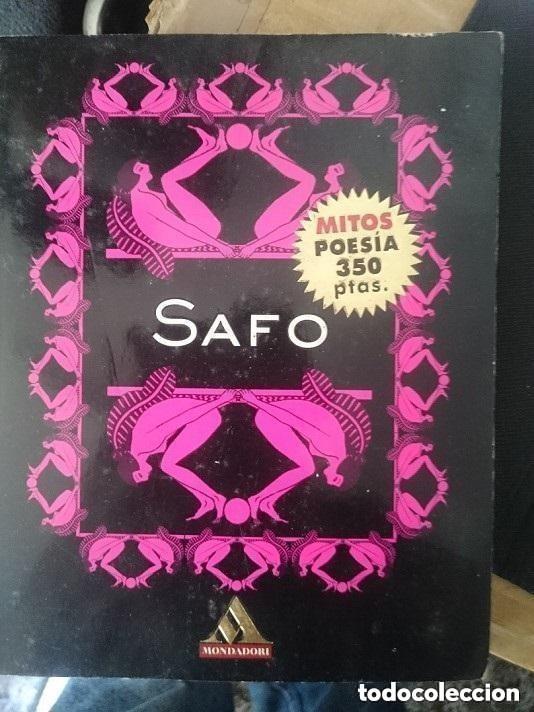 MITOS
POESÍA
350
ptas.
SAFO
MONDADORI
todocoleccion